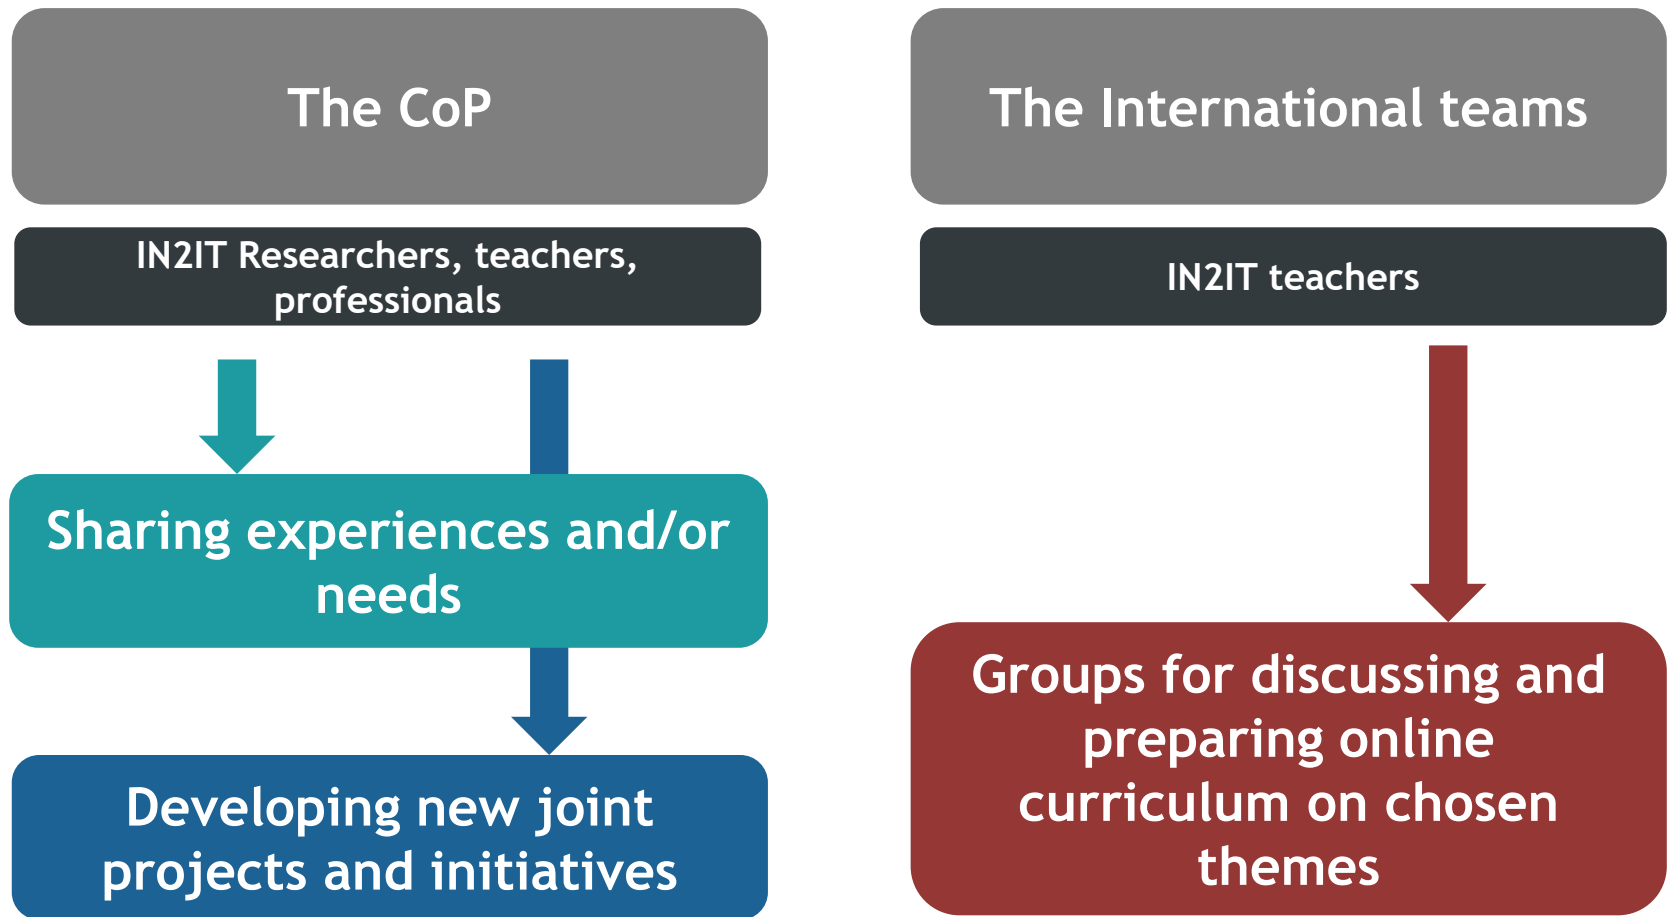 The CoP
IN2IT Researchers, teachers,
professionals
Sharing experiences and/or
needs
Developing new joint
projects and initiatives
The International teams
IN2IT teachers
Groups for discussing and
preparing online
curriculum on chosen
themes